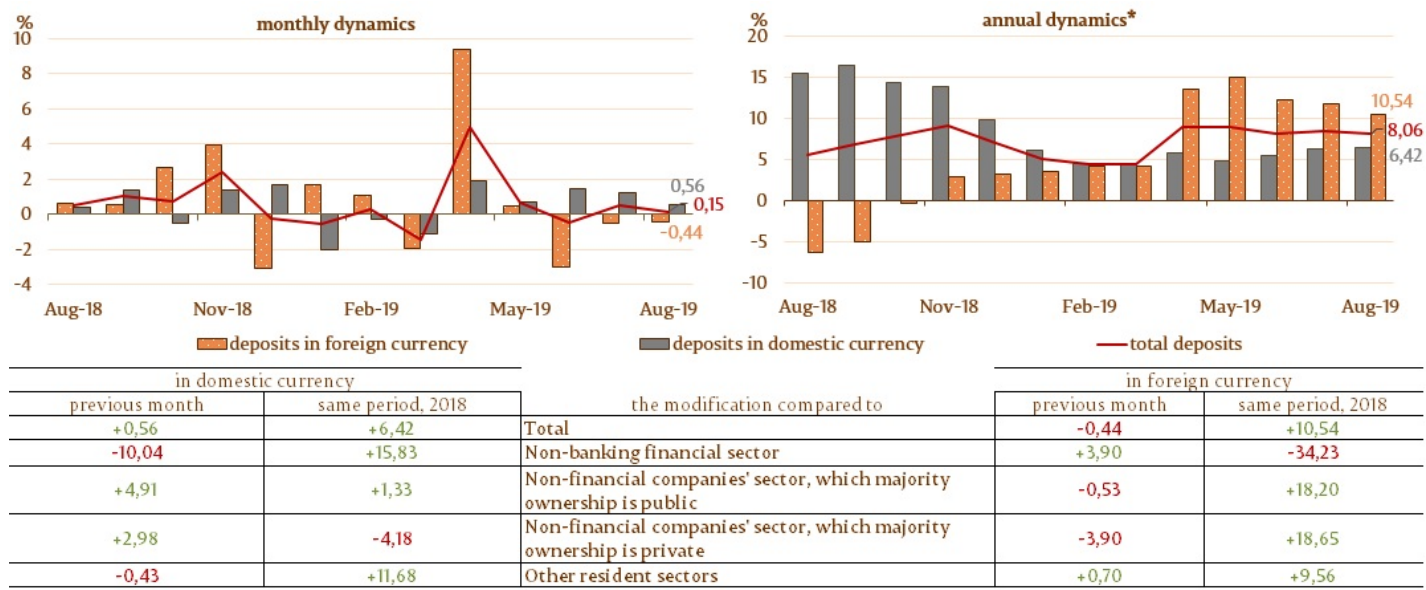 monthly dynamics
%
10
8
6
4
2
0
-2
-4
0,56
0,15
-0,44
Aug-18 Nov-18 Feb-19 May-19 Aug-19
annual dynamics*
%
20
15
10
5
0
-5
-10
10,54
8,06
6,42
Aug-18 Nov-18 Feb-19 May-19 Aug-19
deposits in foreign currency deposits in domestic currency total deposits
in domestic currency in foreign currency
previous month same period, 2018 the modification compared to previous month same period, 2018
+0,56 +6,42 Total -0,44 +10,54
-10,04 +15,83 Non-banking financial sector +3,90 -34,23
+4,91 +1,33 Non-financial companies' sector, which majority
ownership is public -0,53 +18,20
+2,98 -4,18 Non-financial companies' sector, which majority
ownership is private -3,90 +18,65
-0,43 +11,68 Other resident sectors +0,70 +9,56